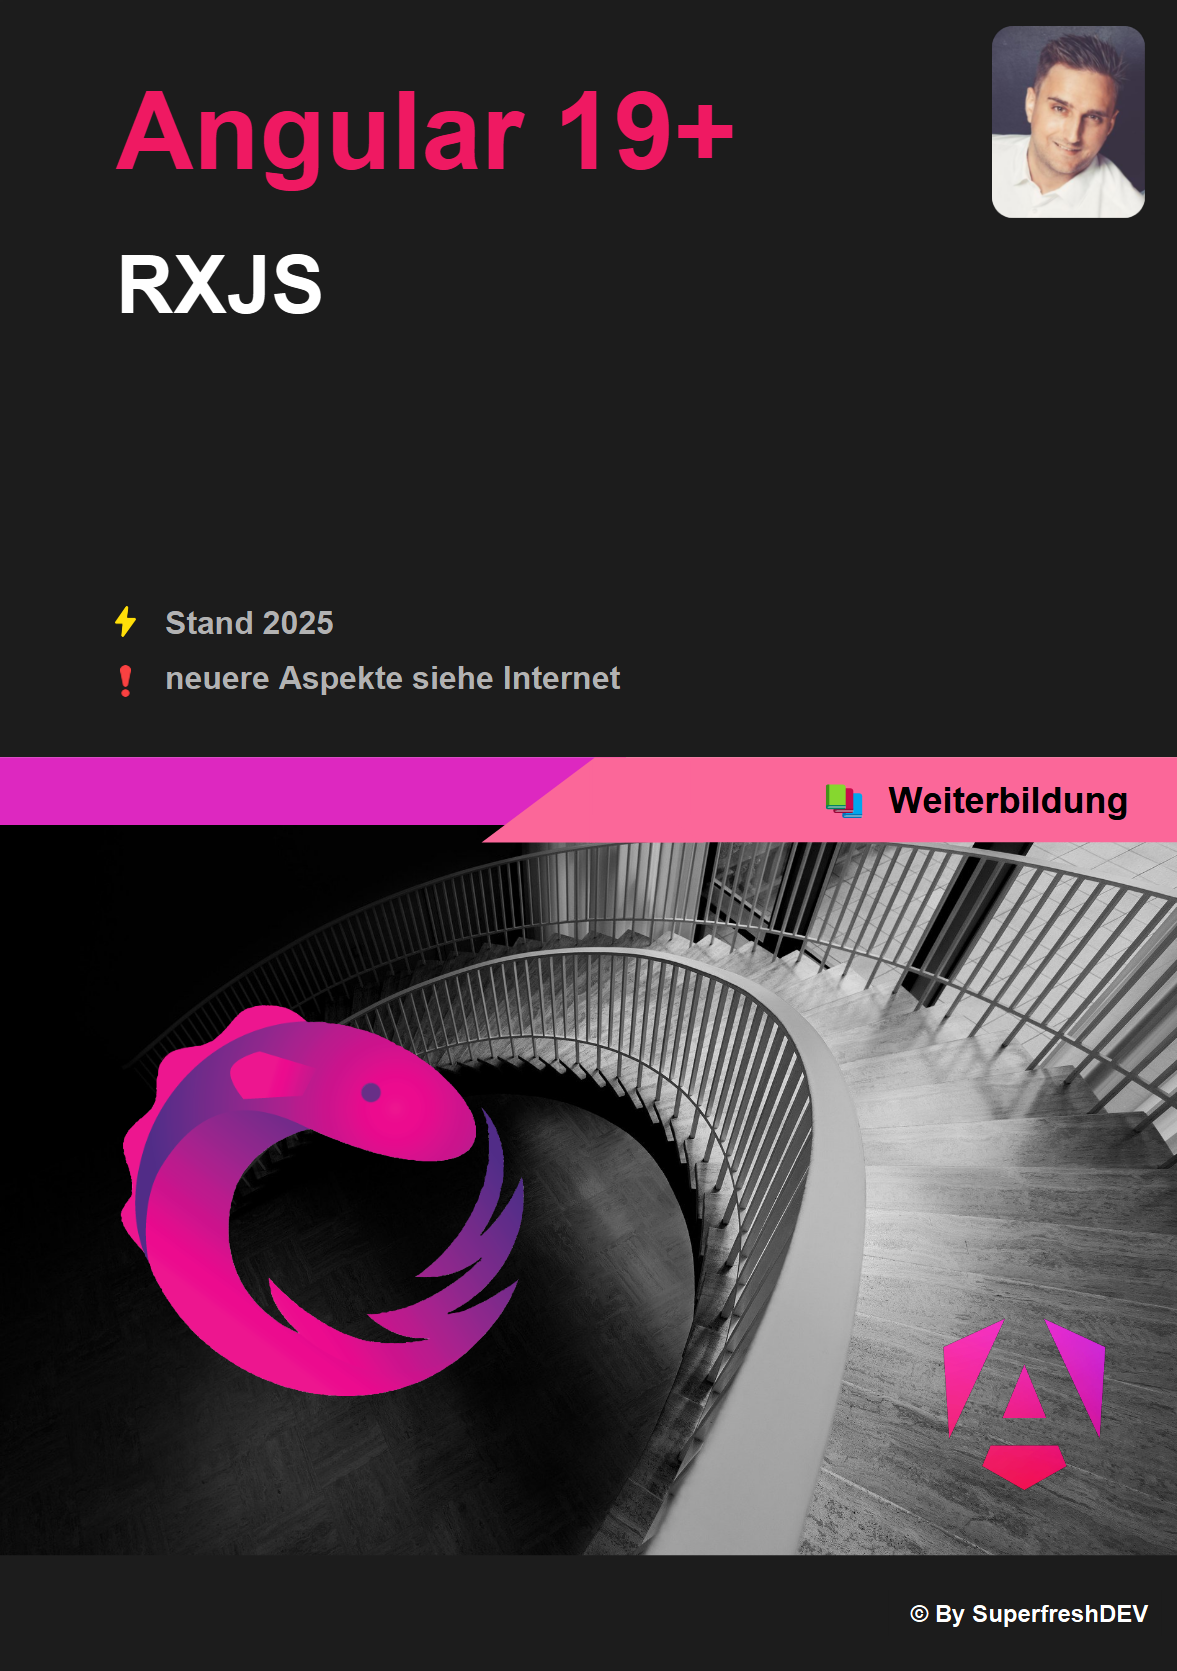 Angular 19+
RXJS
Stand 2025
neuere Aspekte siehe Internet
Weiterbildung
© By SuperfreshDEV